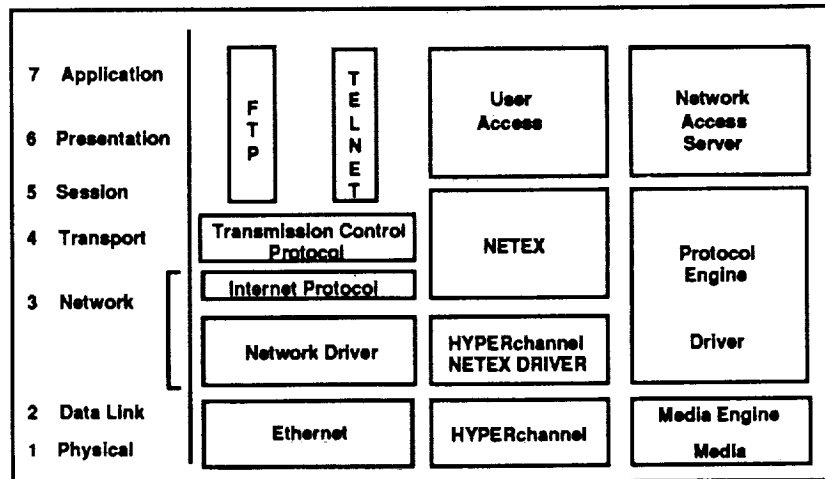 7 Application
6 Presentation
5 Session
4 Transport
3 Network
2 Data Link
1 Physical
FTP
TELNET
Transmission Control
Protocol
Internet Protocol
Network Driver
Ethernet
User
Access
NETEX
HYPERchannel
NETEX DRIVER
HYPERchannel
Network
Access
Server
Protocol
Engine
Driver
Media Engine
Media